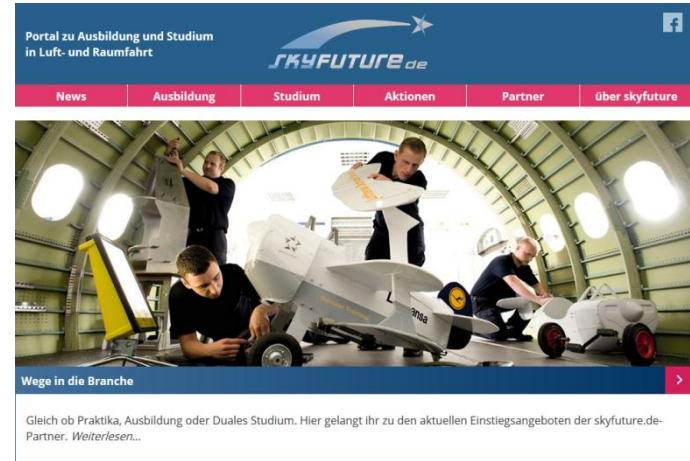 Portal zu Ausbildung und Studium
in Luft- und Raumfahrt
SKYFUTURE.de
f
News Ausbildung Studium Aktionen Partner über skyfuture
Lufthansa
Wege in die Branche
>
Gleich ob Praktika, Ausbildung oder Duales Studium. Hier gelangt ihr zu den aktuellen Einstiegsangeboten der skyfuture.de-
Partner. Weiterlesen...